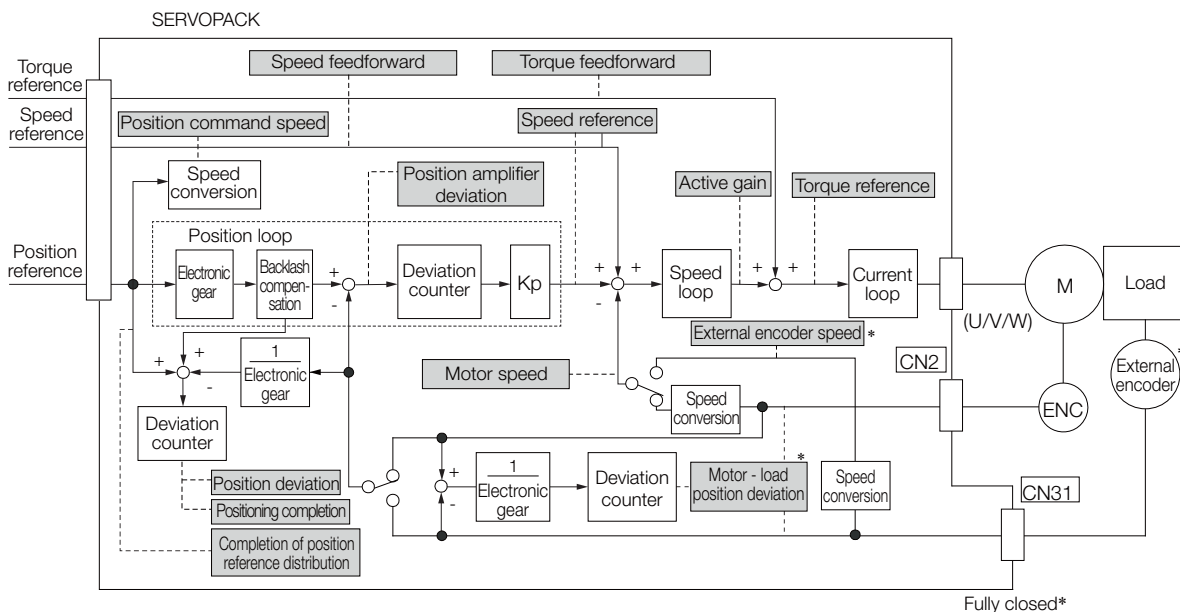 SERVOPACK
Torque
reference
Speed feedforward
Torque feedforward
Speed
reference
Position command speed
Speed reference
Speed
conversion
Position amplifier
deviation
Active gain
Torque reference
Position
reference
Position loop
Electronic
gear
Backlash
compen-
sation
+
-
Deviation
counter
Kp
+
+
-
+
Speed
loop
+
+
Current
loop
M
Load
(U/V/W)
External encoder speed *
CN2
External
encoder
*
+
+
-
1
Electronic
gear
Motor speed
Speed
conversion
ENC
Deviation
counter
Position deviation
Positioning completion
Completion of position
reference distribution
+
-
1
Electronic
gear
Deviation
counter
*
Motor - load
position deviation
Speed
conversion
CN31
Fully closed*